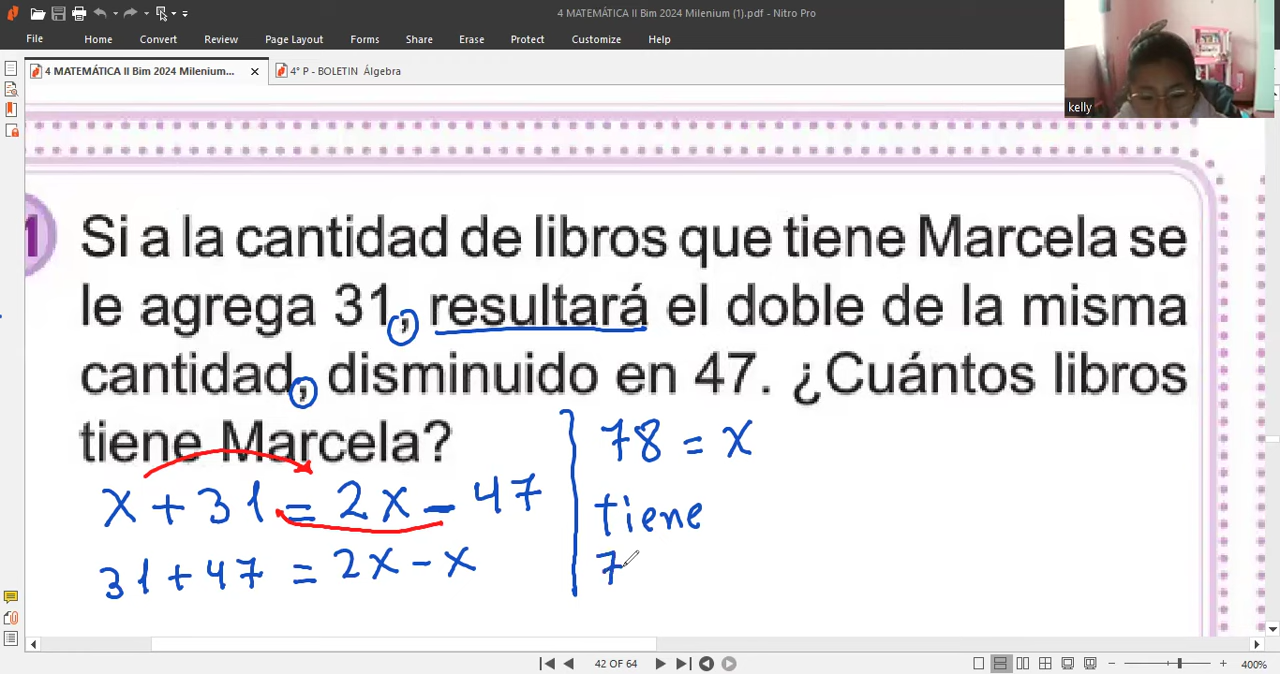 4 MATEMÁTICA II Bim 2024 Milenium (1).pdf - Nitro Pro
File Home Convert Review Page Layout Forms Share Erase Protect Customize Help
4 MATEMÁTICA II Bim 2024 Milenium... × 4° P - BOLETIN Álgebra
kelly
1 Si a la cantidad de libros que tiene Marcela se
le agrega 31, resultará el doble de la misma
cantidad, disminuido en 47. ¿Cuántos libros
tiene Marcela?
x + 31 = 2x - 47
31 + 47 = 2x - x
78 = x
tiene
7
42 OF 64
400%